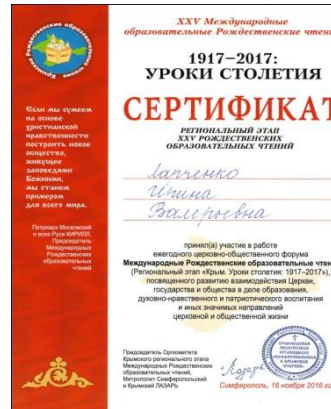 XXV Международные
образовательные Рождественские чтения
1917–2017:
УРОКИ СТОЛЕТИЯ
СЕРТИФИКАТ
РЕГИОНАЛЬНЫЙ ЭТАП
XXV РОЖДЕСТВЕНСКИХ
ОБРАЗОВАТЕЛЬНЫХ ЧТЕНИЙ
Лапченко
Ирина
Валерьевна
принял(а) участие в работе
ежегодного церковно-общественного форума
Международные Рождественские образовательные чтен
(Региональный этап «Крым. Уроки столетия: 1917–2017»),
посвященном развитию взаимодействия Церкви,
государства и общества в деле образования,
духовно-нравственного и патриотического воспитания
и иных значимых направлений
церковной и общественной жизни
Председатель Оргкомитета
Крымского регионального этапа
Международных Рождественских
образовательных чтений,
Митрополит Симферопольский
и Крымский ЛАЗАРЬ
Симферополь, 16 ноября 2016 го
Если мы сумеем
на основе
христианской
нравственности
построить новое
общество,
живущее
заповедями
Божиими,
мы станем
примером
для всего мира.
Патриарх Московский
и всея Руси КИРИЛЛ,
Председатель
Международных
Рождественских
образовательных
чтений